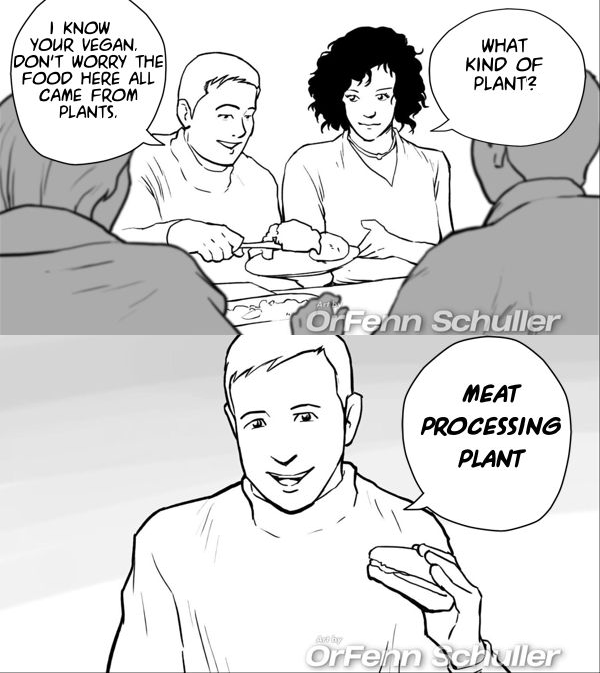 I KNOW
YOUR VEGAN.
DON'T WORRY THE
FOOD HERE ALL
CAME FROM
PLANTS.
WHAT
KIND OF
PLANT?
Art by
OrFenn Schuller
MEAT
PROCESSING
PLANT
Art by
OrFenn Schuller